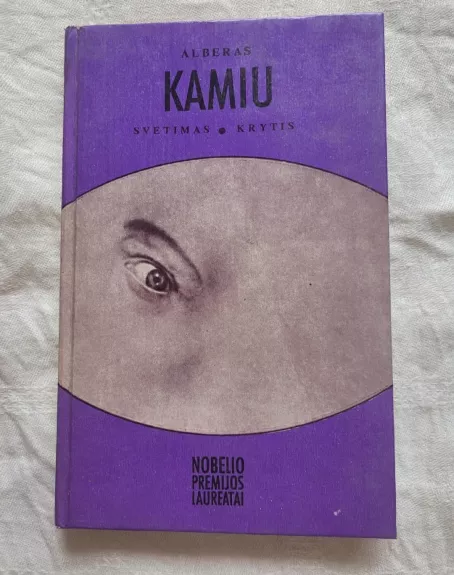 ALBERAS
KAMIU
SVETIMAS ● KRYTIS
NOBELIO
PREMIJOS
LAUREATAI